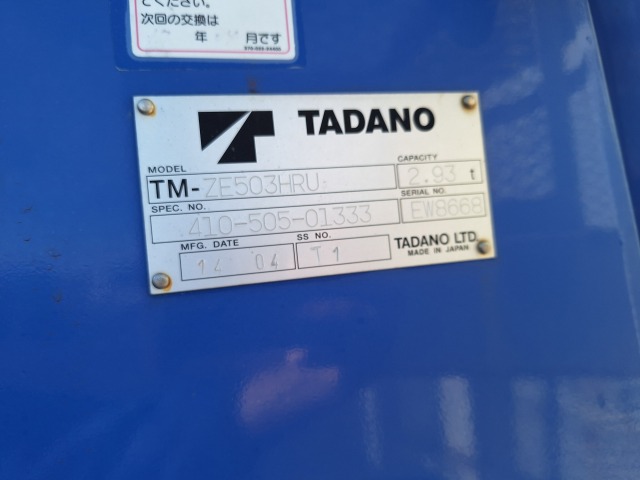 てください。
次回の交換は
年 月です
TADANO
MODEL
TM-ZE503HRU
CAPACITY
2.93 t
SPEC. NO.
410-505-01333
SERIAL NO.
EW8668
MFG. DATE
SS NO.
04
T1
TADANO LTD.
MADE IN JAPAN